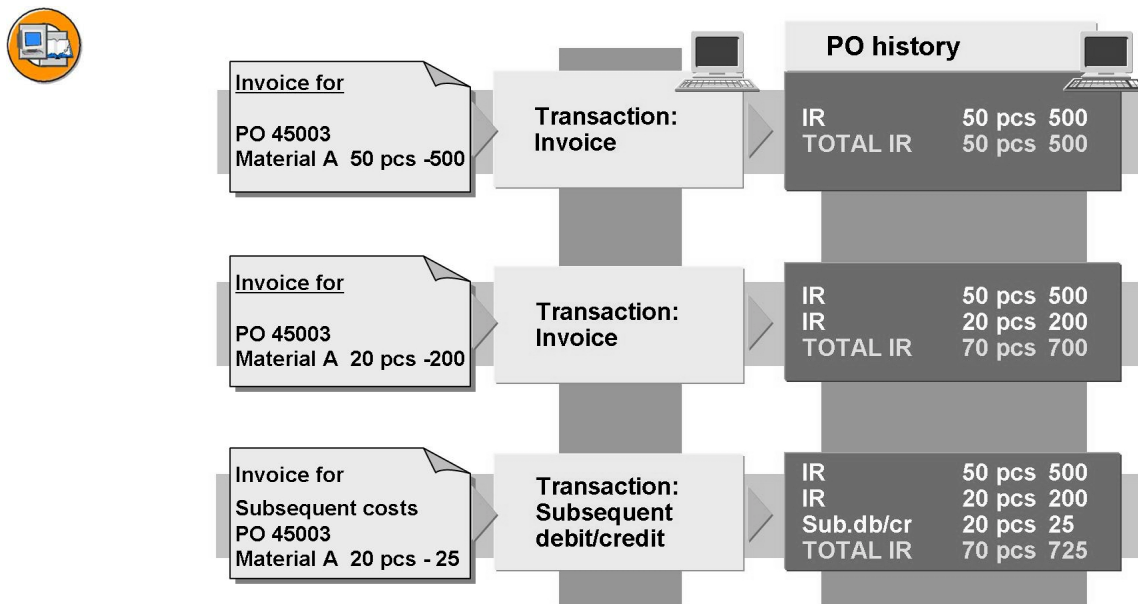 PO history
Invoice for
PO 45003
Material A 50 pcs -500
Transaction:
Invoice
IR 50 pcs 500
TOTAL IR 50 pcs 500
Invoice for
PO 45003
Material A 20 pcs -200
Transaction:
Invoice
IR 50 pcs 500
IR 20 pcs 200
TOTAL IR 70 pcs 700
Invoice for
Subsequent costs
PO 45003
Material A 20 pcs - 25
Transaction:
Subsequent
debit/credit
IR 50 pcs 500
IR 20 pcs 200
Sub.db/cr 20 pcs 25
TOTAL IR 70 pcs 725